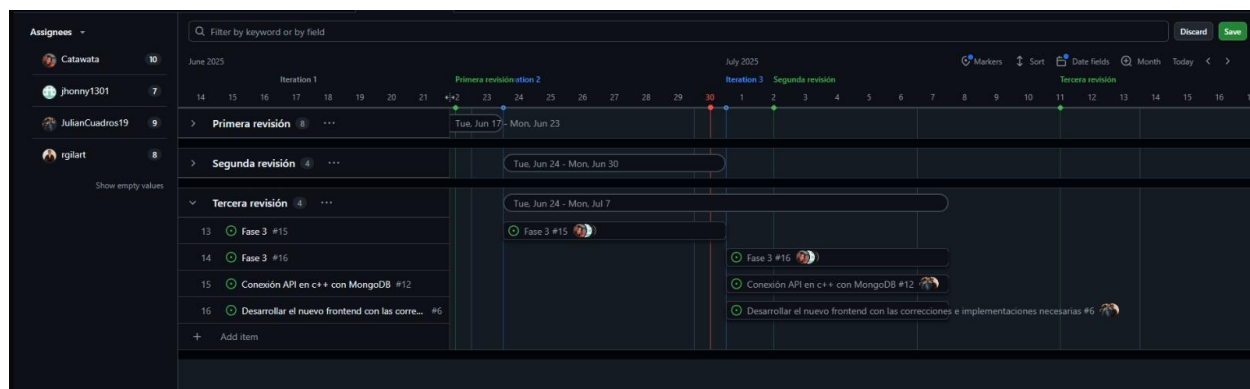 Assignees
Filter by keyword or by field
Discard Save
Catawata 10
jhonny1301 7
JulianCuadros19 9
rgilart 8
Show empty values
June 2025 July 2025 Markers Sort Date fields Month Today
Iteration 1 Primera revisión ation 2 Iteration 3 Segunda revisión Tercera revisión
14 15 16 17 18 19 20 21 2 23 24 25 26 27 28 29 30 1 2 3 4 5 6 7 8 9 10 11 12 13 14 15 16
Primera revisión 8 ··· Tue, Jun 17 - Mon, Jun 23
Segunda revisión 4 ··· Tue, Jun 24 - Mon, Jun 30
Tercera revisión 4 ··· Tue, Jun 24 - Mon, Jul 7
13 Fase 3 #15 Fase 3 #15
14 Fase 3 #16 Fase 3 #16
15 Conexión API en c++ con MongoDB #12 Conexión API en c++ con MongoDB #12
16 Desarrollar el nuevo frontend con las corre... #6 Desarrollar el nuevo frontend con las correcciones e implementaciones necesarias #6
+ Add item